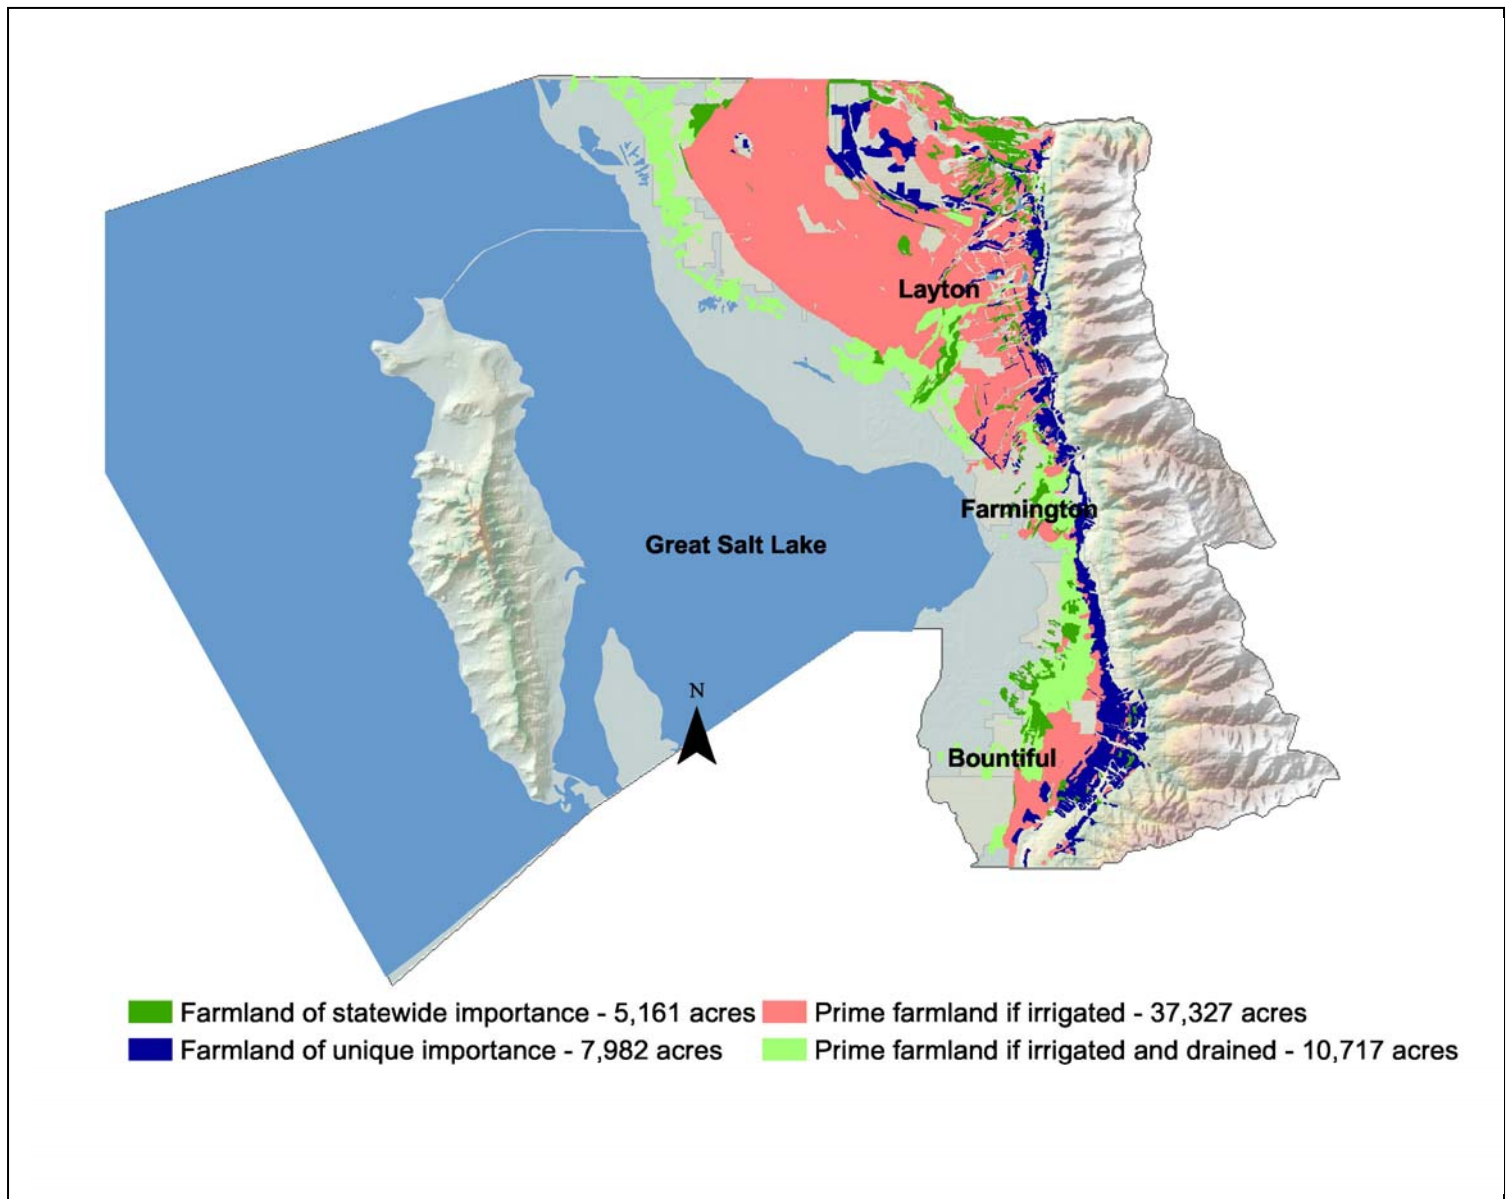 Layton
Farmington
Great Salt Lake
N
Bountiful
Farmland of statewide importance - 5,161 acres
Prime farmland if irrigated - 37,327 acres
Farmland of unique importance - 7,982 acres
Prime farmland if irrigated and drained - 10,717 acres